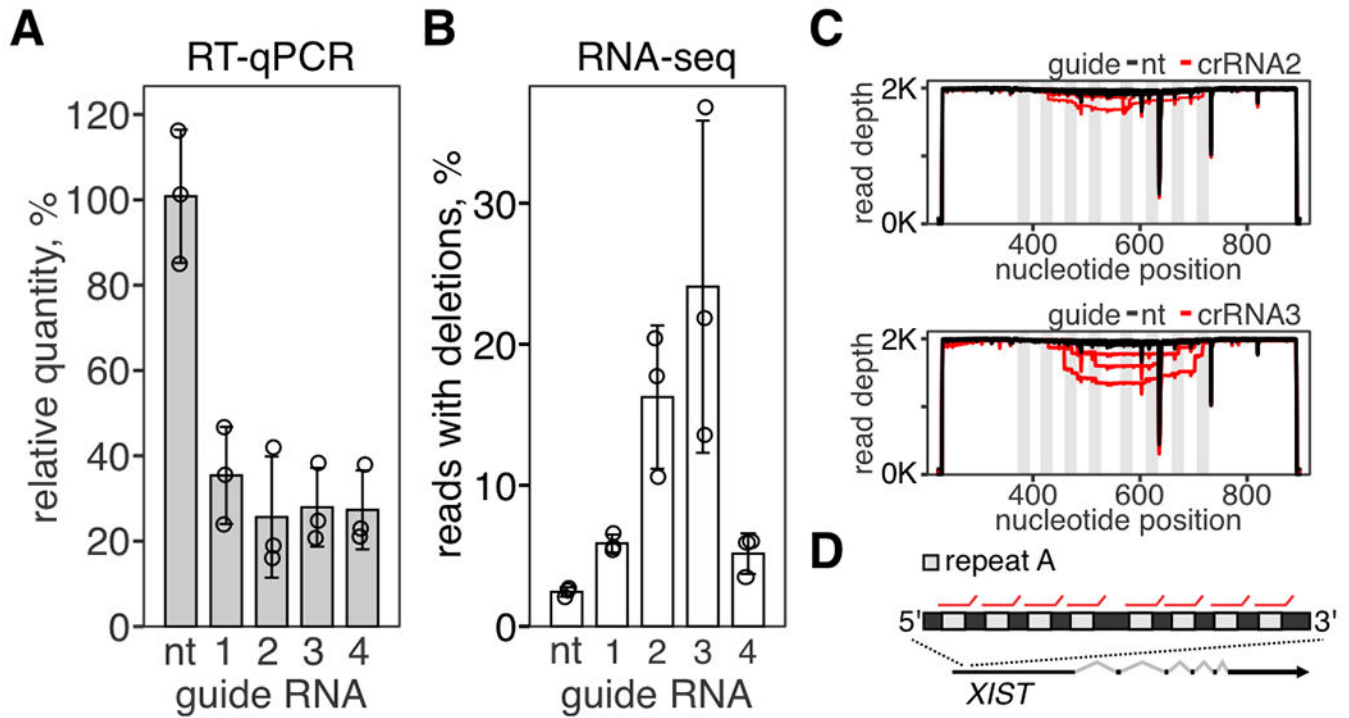 A
RT-qPCR
relative quantity, %
120
100
80
60
40
20
0
nt 1 2 3 4
guide RNA
B
RNA-seq
reads with deletions, %
30
20
10
0
nt 1 2 3 4
guide RNA
C
guide nt crRNA2
read depth
2K
0K
400 600 800
nucleotide position
guide nt crRNA3
read depth
2K
0K
400 600 800
nucleotide position
D
repeat A
5' 3'
XIST